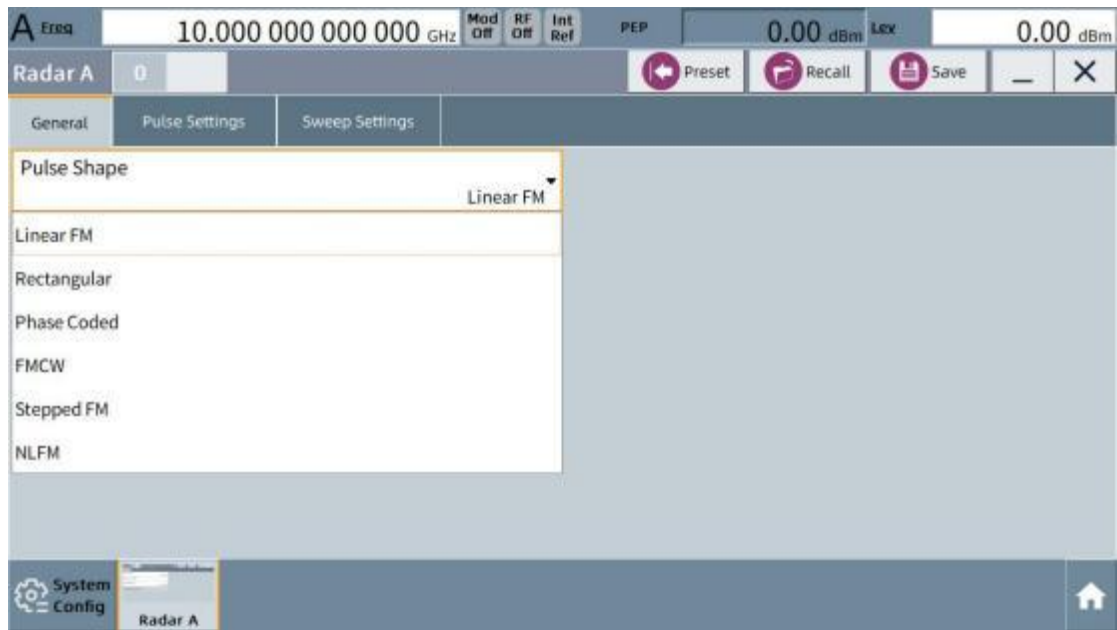 A Freq 10.000 000 000 000 GHz Mod Off RF Off Int Ref PEP 0.00 dBm Lev 0.00 dBm
Radar A 0 Preset Recall Save
General Pulse Settings Sweep Settings
Pulse Shape
Linear FM
Linear FM
Rectangular
Phase Coded
FMCW
Stepped FM
NLFM
System Config
Radar A